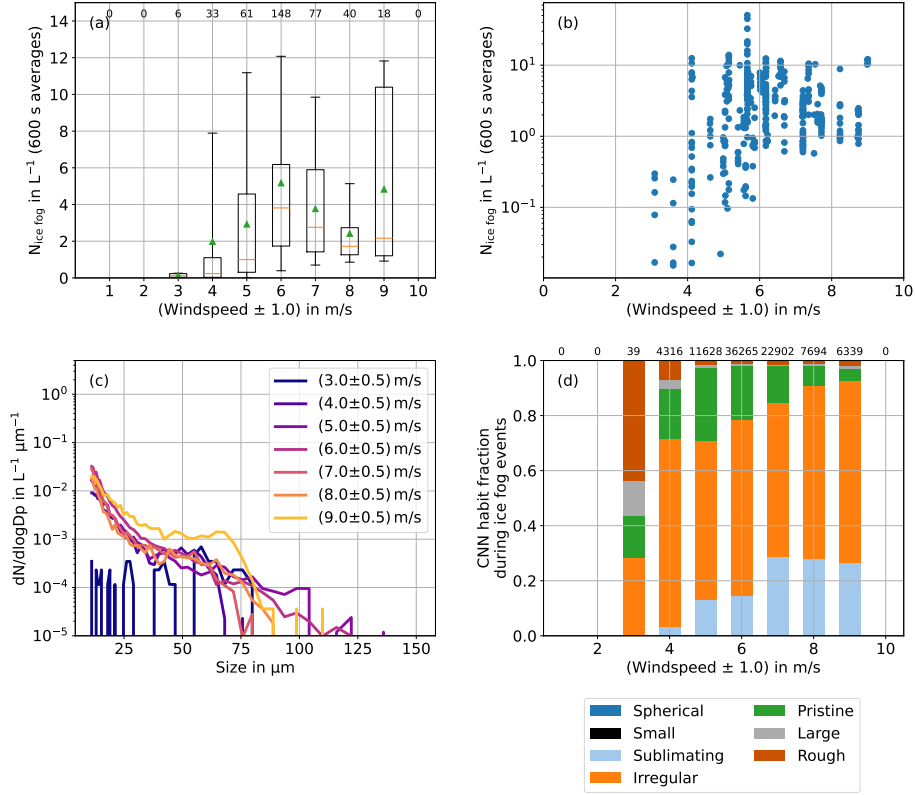 0 0 6 33 61 148 77 40 18 0
(a)
14
12
10
8
6
4
2
0
N_ice fog in L⁻¹ (600 s averages)
1 2 3 4 5 6 7 8 9 10
(Windspeed ± 1.0) in m/s
(b)
10¹
10⁰
10⁻¹
N_ice fog in L⁻¹ (600 s averages)
0 2 4 6 8 10
(Windspeed ± 1.0) in m/s
(c)
10⁰
10⁻¹
10⁻²
10⁻³
10⁻⁴
10⁻⁵
dN/dlogDp in L⁻¹ μm⁻¹
(3.0±0.5) m/s
(4.0±0.5) m/s
(5.0±0.5) m/s
(6.0±0.5) m/s
(7.0±0.5) m/s
(8.0±0.5) m/s
(9.0±0.5) m/s
25 50 75 100 125 150
Size in μm
0 0 39 4316 11628 36265 22902 7694 6339 0
(d)
1.0
0.8
0.6
0.4
0.2
0.0
CNN habit fraction
during ice fog events
2 4 6 8 10
(Windspeed ± 1.0) in m/s
Spherical
Small
Sublimating
Irregular
Pristine
Large
Rough